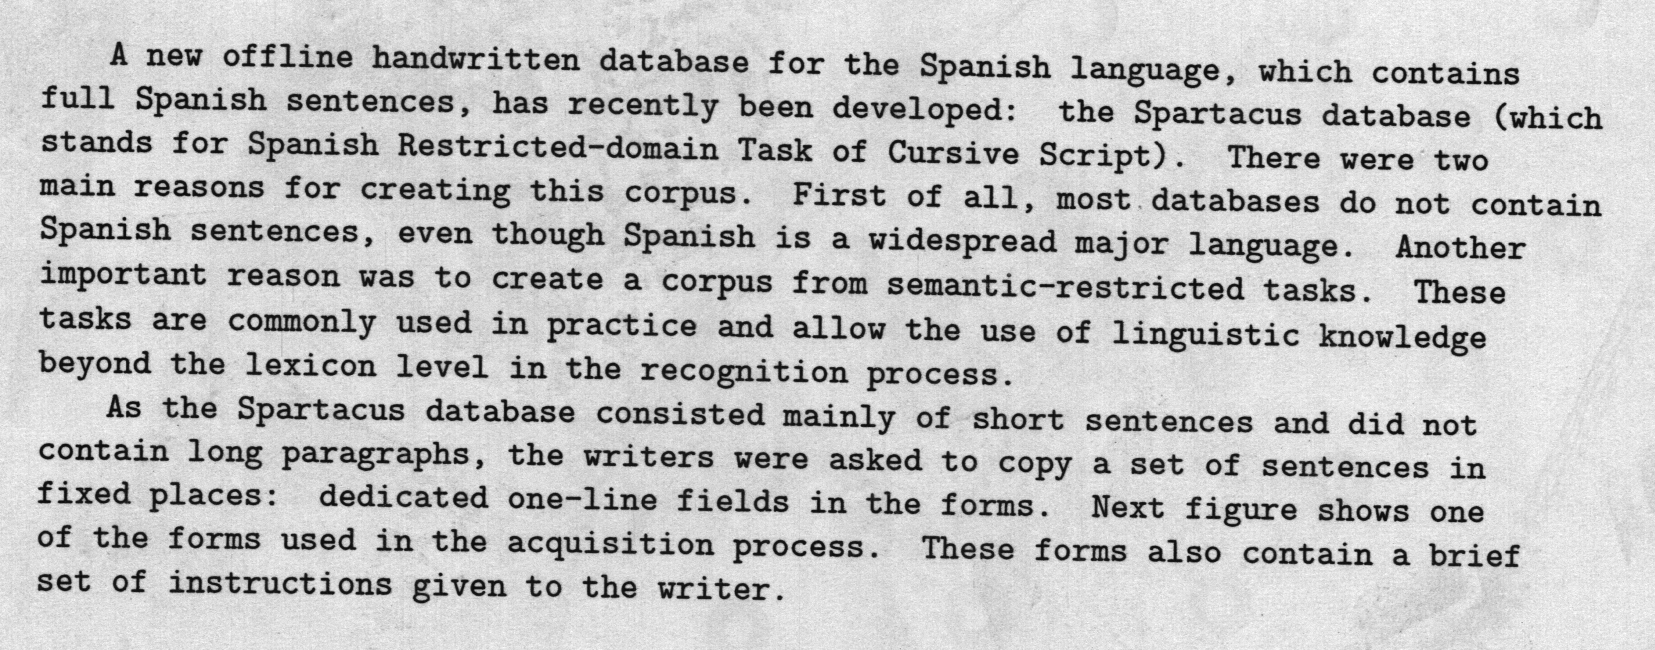 A new offline handwritten database for the Spanish language, which contains
full Spanish sentences, has recently been developed: the Spartacus database (which
stands for Spanish Restricted-domain Task of Cursive Script). There were two
main reasons for creating this corpus. First of all, most databases do not contain
Spanish sentences, even though Spanish is a widespread major language. Another
important reason was to create a corpus from semantic-restricted tasks. These
tasks are commonly used in practice and allow the use of linguistic knowledge
beyond the lexicon level in the recognition process.
As the Spartacus database consisted mainly of short sentences and did not
contain long paragraphs, the writers were asked to copy a set of sentences in
fixed places: dedicated one-line fields in the forms. Next figure shows one
of the forms used in the acquisition process. These forms also contain a brief
set of instructions given to the writer.